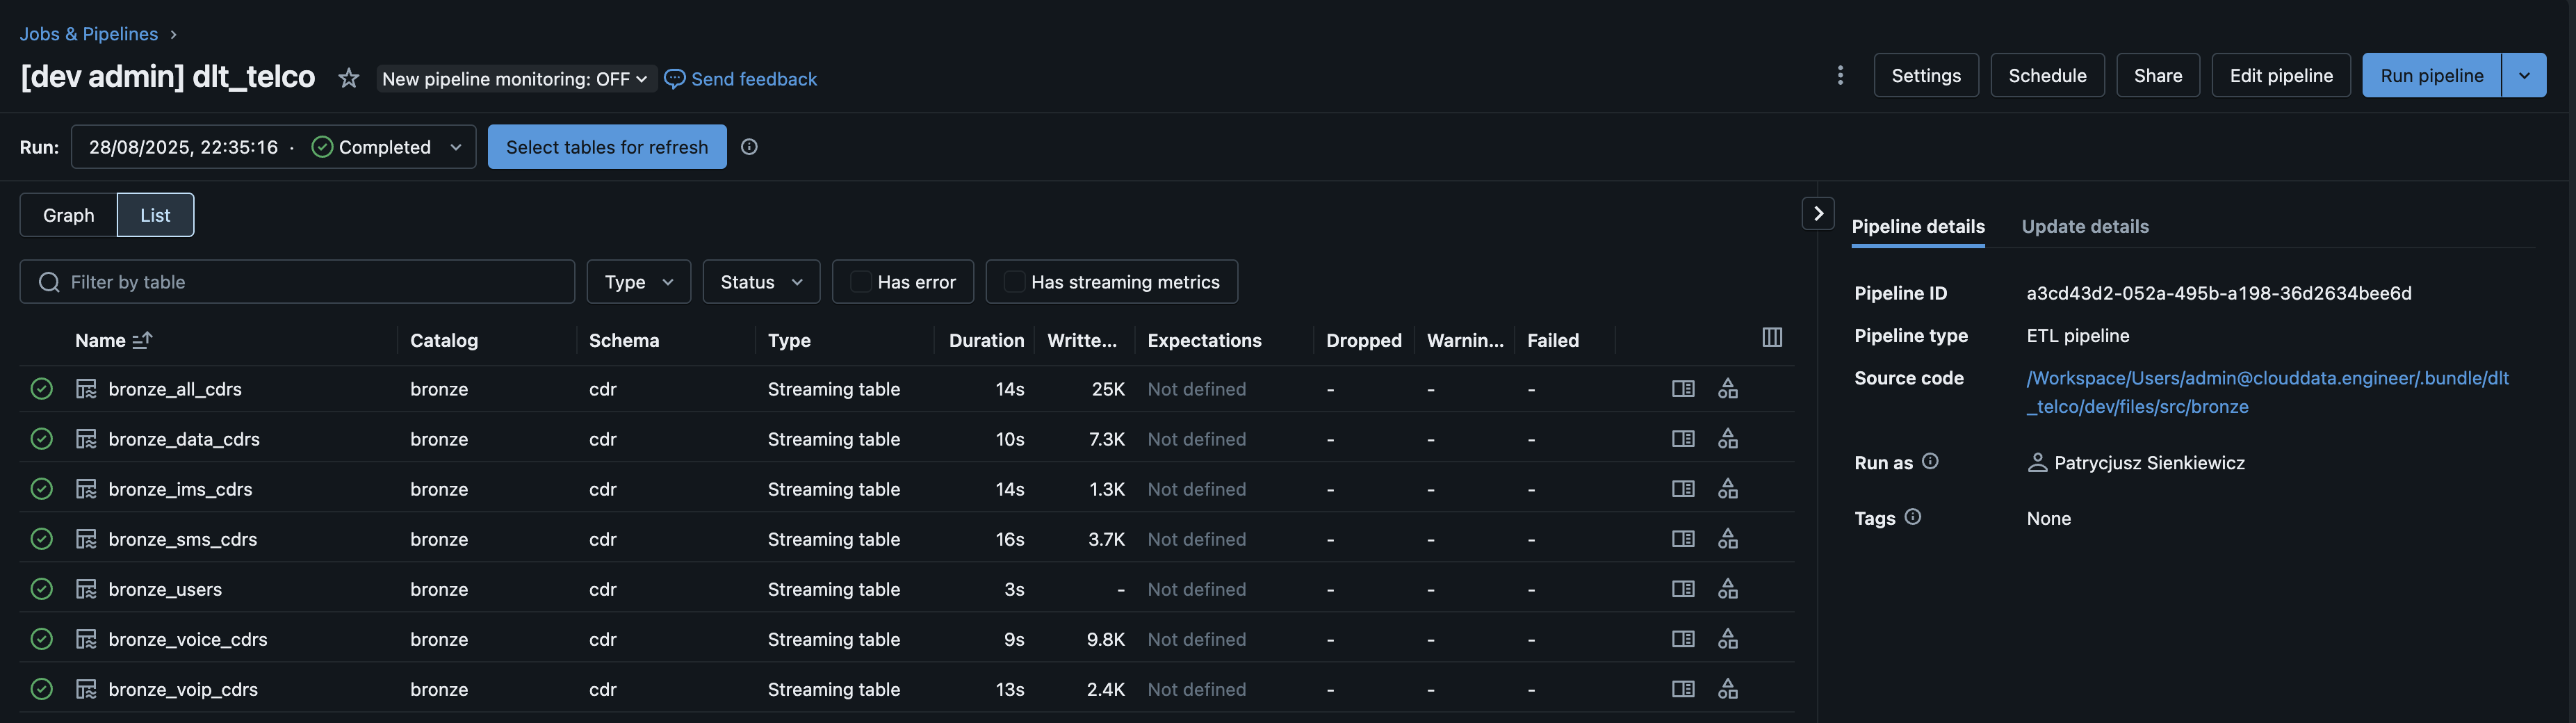 Jobs & Pipelines
[dev admin] dlt_telco New pipeline monitoring: OFF Send feedback
Settings Schedule Share Edit pipeline Run pipeline
Run: 28/08/2025, 22:35:16 · Completed Select tables for refresh
Graph List
Filter by table Type Status Has error Has streaming metrics
Name Catalog Schema Type Duration Writte... Expectations Dropped Warnin... Failed
bronze_all_cdrs bronze cdr Streaming table 14s 25K Not defined - - -
bronze_data_cdrs bronze cdr Streaming table 10s 7.3K Not defined - - -
bronze_ims_cdrs bronze cdr Streaming table 14s 1.3K Not defined - - -
bronze_sms_cdrs bronze cdr Streaming table 16s 3.7K Not defined - - -
bronze_users bronze cdr Streaming table 3s - Not defined - - -
bronze_voice_cdrs bronze cdr Streaming table 9s 9.8K Not defined - - -
bronze_voip_cdrs bronze cdr Streaming table 13s 2.4K Not defined - - -
Pipeline details Update details
Pipeline ID a3cd43d2-052a-495b-a198-36d2634bee6d
Pipeline type ETL pipeline
Source code /Workspace/Users/admin@clouddata.engineer/.bundle/dlt
_telco/dev/files/src/bronze
Run as Patrycjusz Sienkiewicz
Tags None